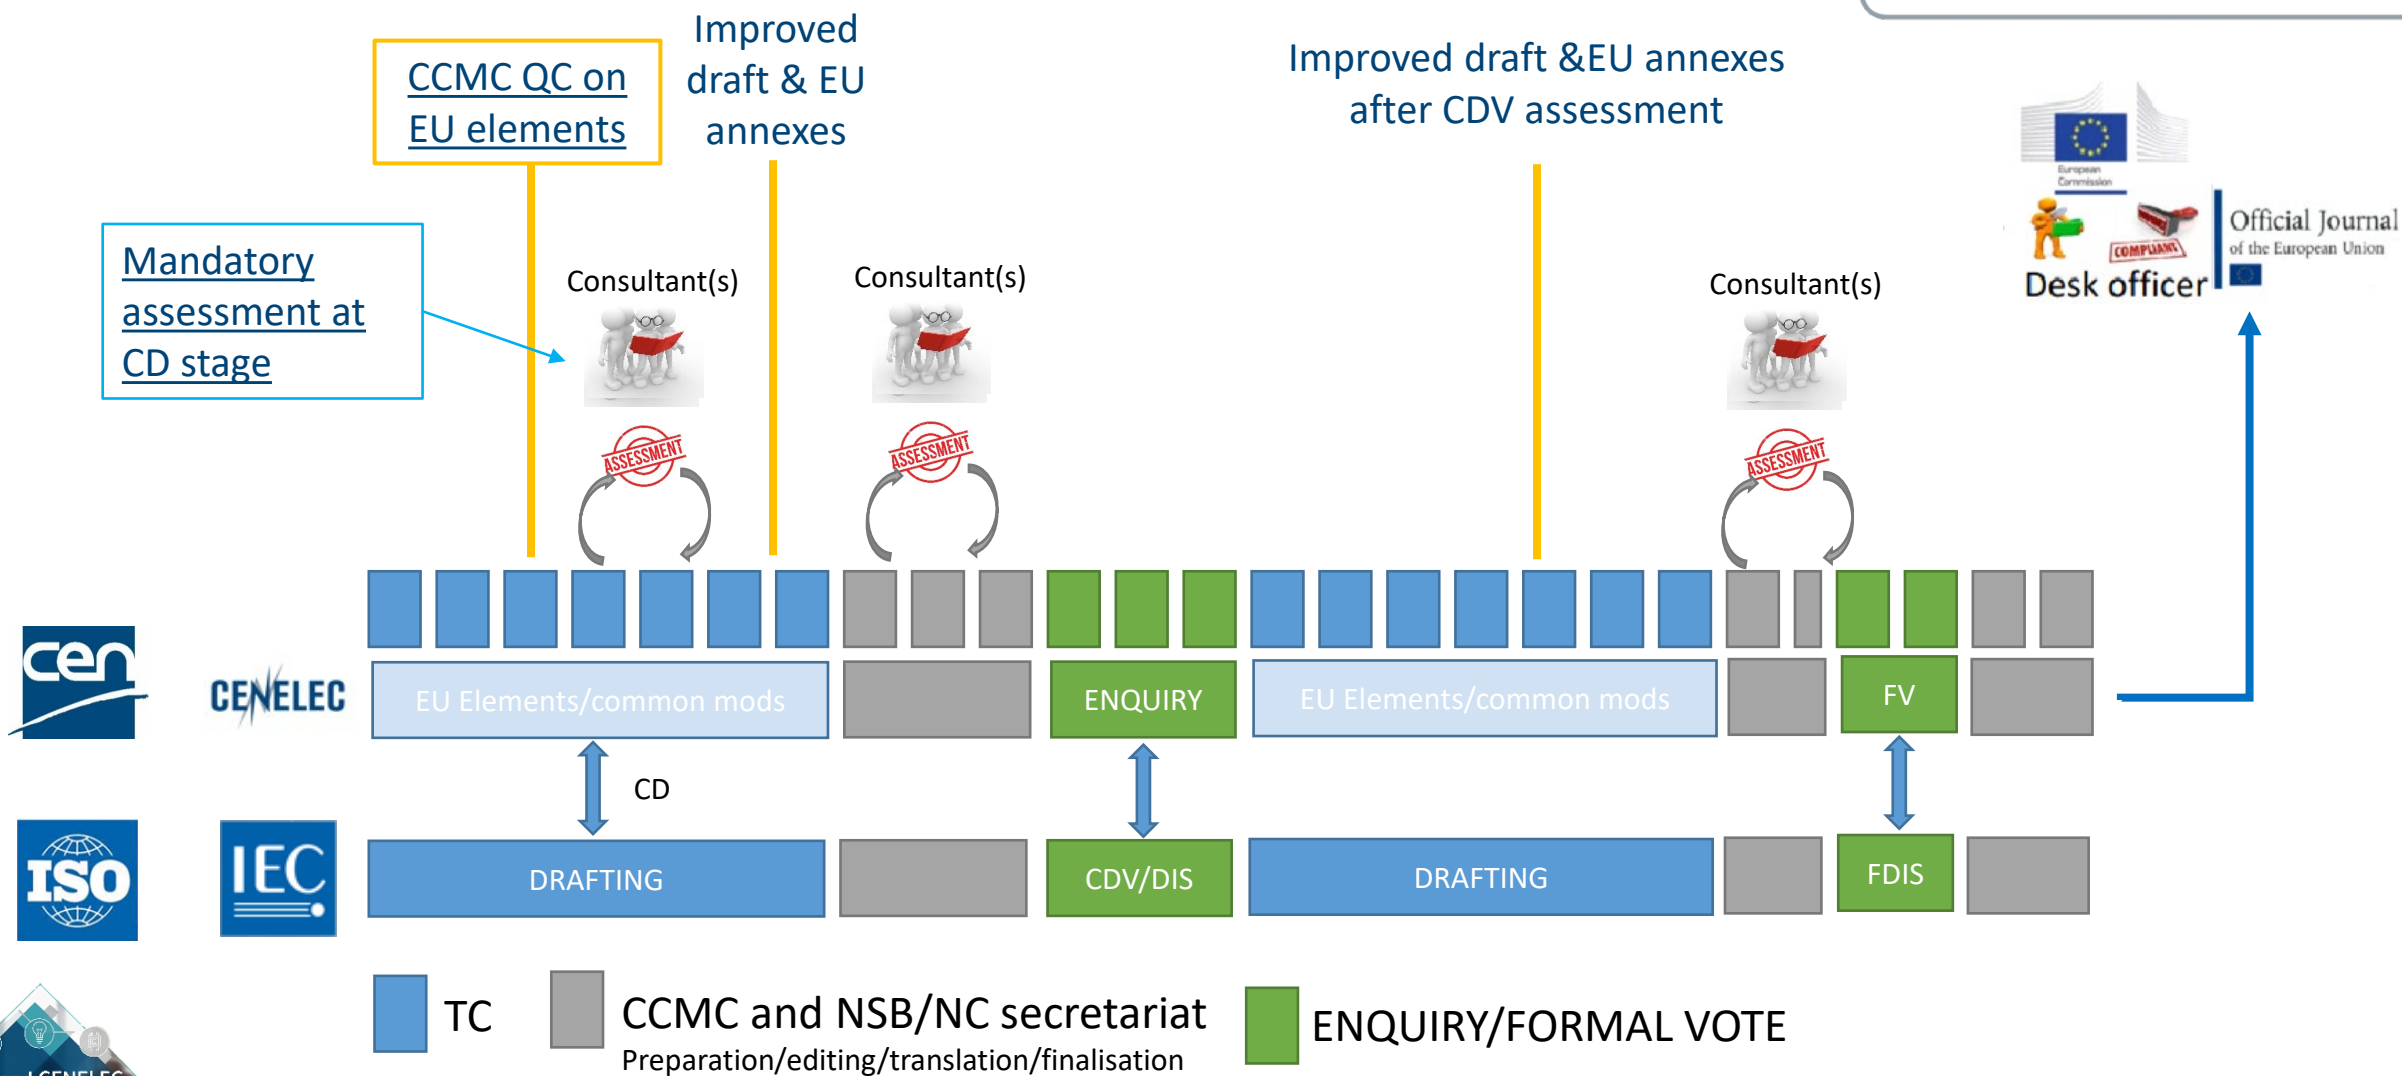 CCMC QC on
EU elements
Improved
draft & EU
annexes
Improved draft &EU annexes
after CDV assessment
European
Commission
COMPLIANT
Official Journal
of the European Union
Desk officer
Mandatory
assessment at
CD stage
Consultant(s)
Consultant(s)
Consultant(s)
ASSESSMENT
ASSESSMENT
ASSESSMENT
cen
CENELEC
EU Elements/common mods
ENQUIRY
EU Elements/common mods
FV
CD
ISO
IEC
DRAFTING
CDV/DIS
DRAFTING
FDIS
TC
CCMC and NSB/NC secretariat
Preparation/editing/translation/finalisation
ENQUIRY/FORMAL VOTE